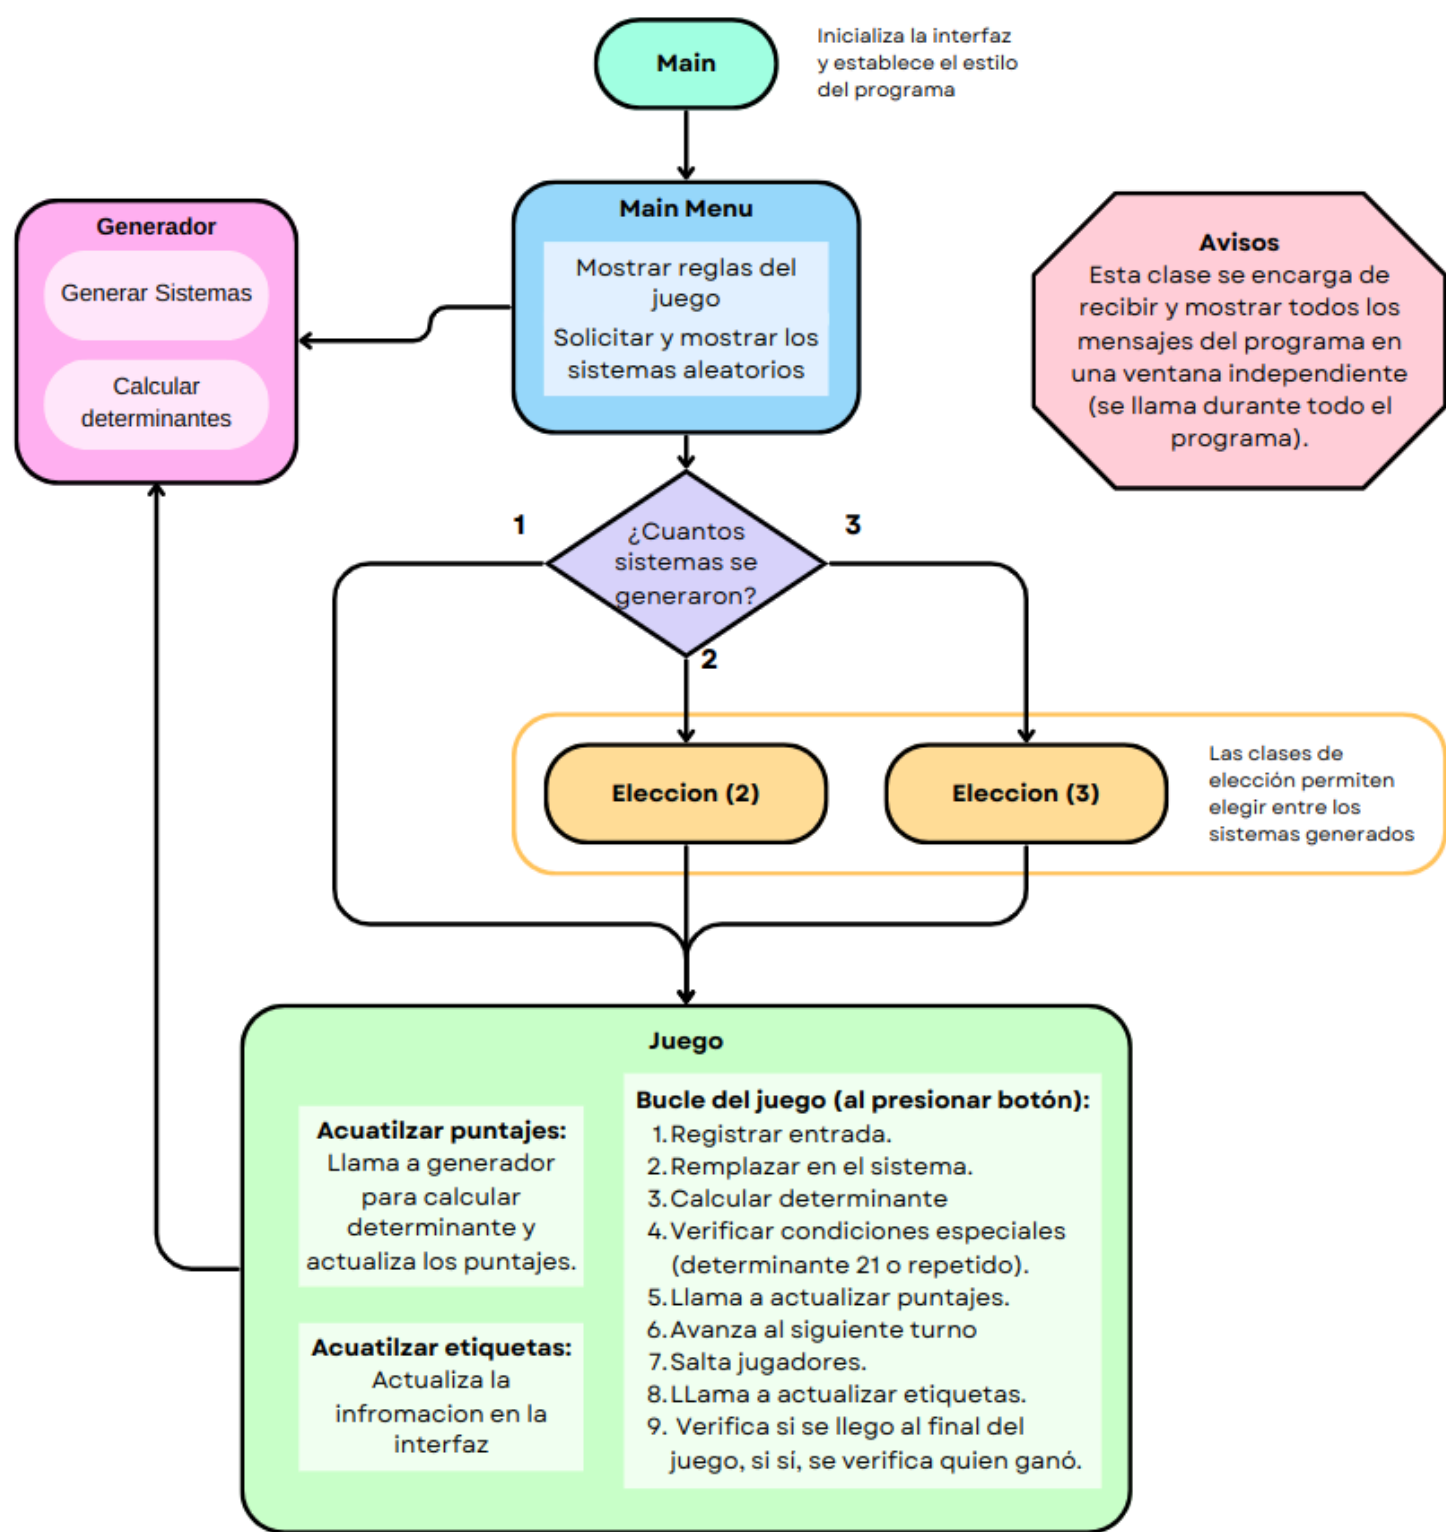 Main
Inicializa la interfaz
y establece el estilo
del programa
Generador
Generar Sistemas
Calcular
determinantes
Main Menu
Mostrar reglas del
juego
Solicitar y mostrar los
sistemas aleatorios
Avisos
Esta clase se encarga de
recibir y mostrar todos los
mensajes del programa en
una ventana independiente
(se llama durante todo el
programa).
1
¿Cuantos
sistemas se
generaron?
3
2
Eleccion (2)
Eleccion (3)
Las clases de
elección permiten
elegir entre los
sistemas generados
Juego
Acuatilzar puntajes:
Llama a generador
para calcular
determinante y
actualiza los puntajes.
Acuatilzar etiquetas:
Actualiza la
infromacion en la
interfaz
Bucle del juego (al presionar botón):
1. Registrar entrada.
2. Remplazar en el sistema.
3. Calcular determinante
4. Verificar condiciones especiales
(determinante 21 o repetido).
5. Llama a actualizar puntajes.
6. Avanza al siguiente turno
7. Salta jugadores.
8. LLama a actualizar etiquetas.
9. Verifica si se llego al final del
juego, si sí, se verifica quien ganó.